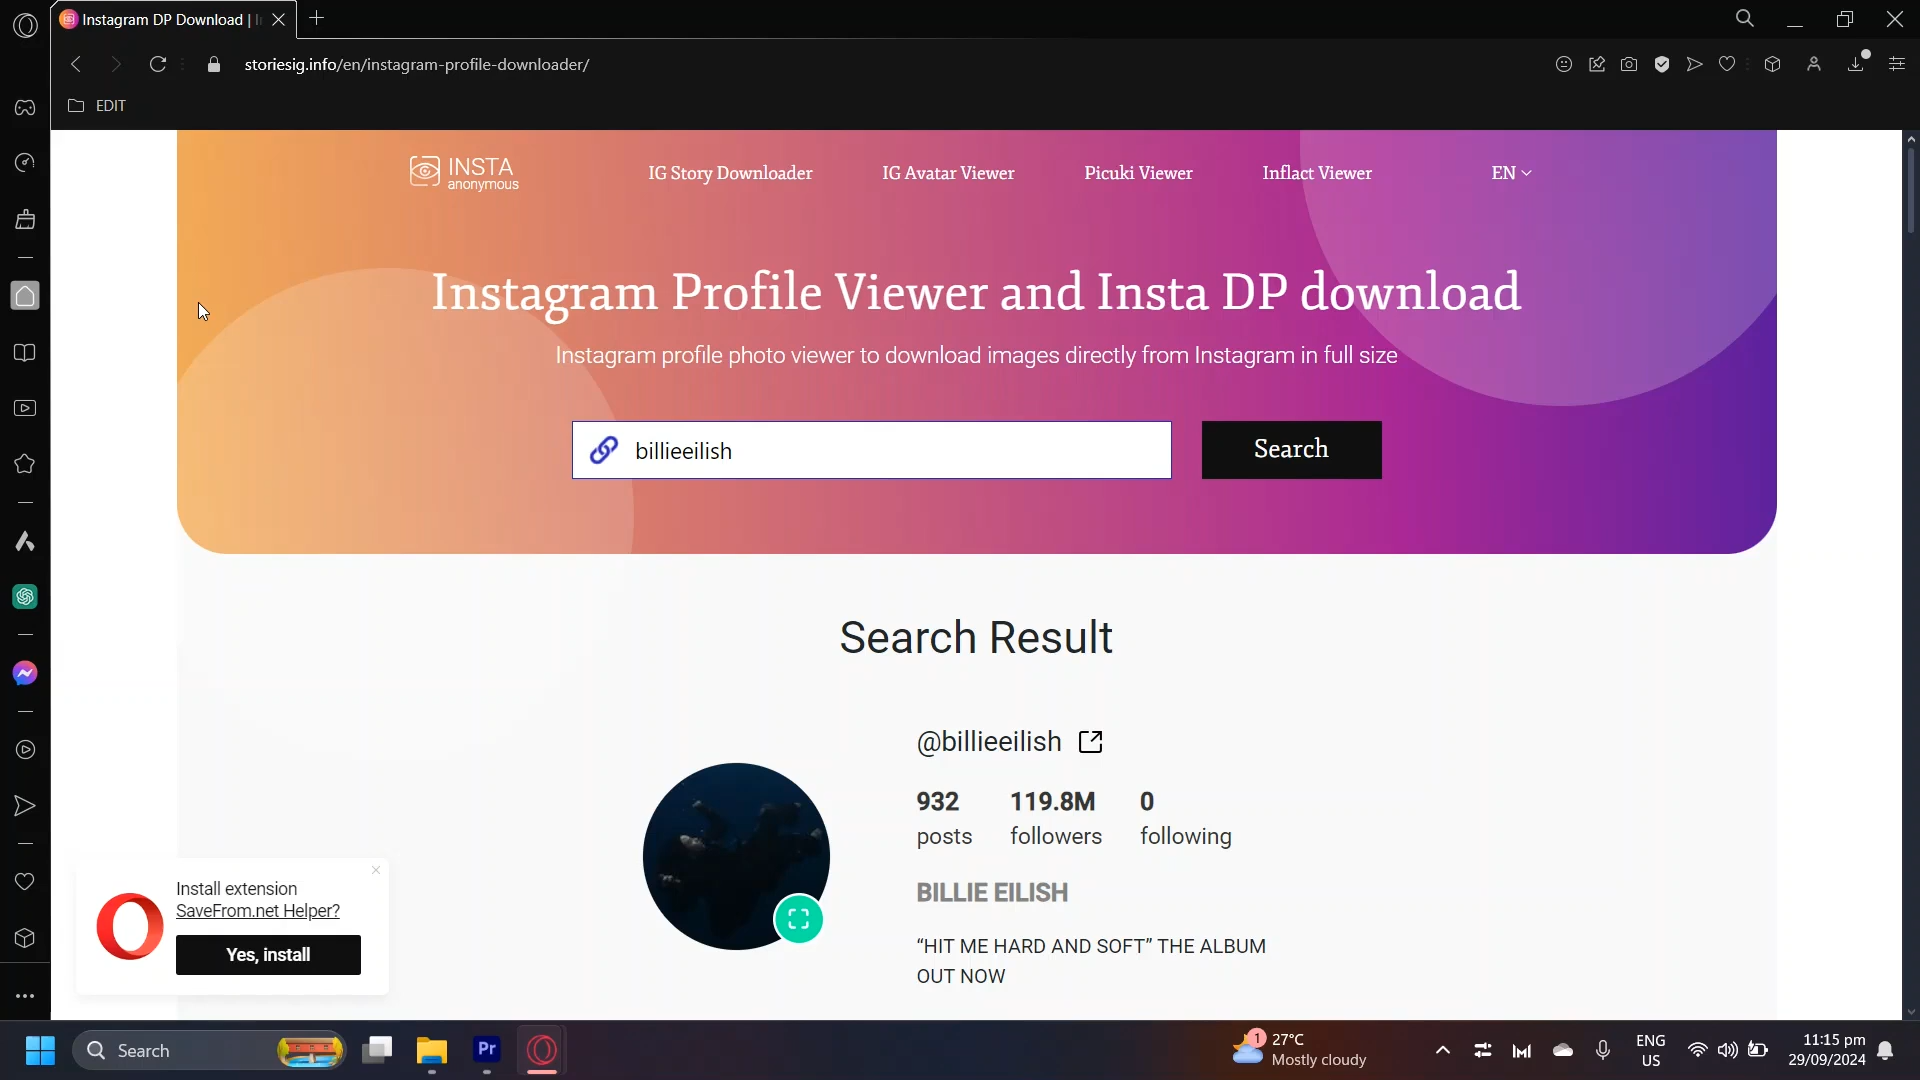 Instagram DP Download |
storiesig.info/en/instagram-profile-downloader/
EDIT
INSTA
anonymous
IG Story Downloader
IG Avatar Viewer
Picuki Viewer
Inflact Viewer
EN
Instagram Profile Viewer and Insta DP download
Instagram profile photo viewer to download images directly from Instagram in full size
billieeilish
Search
Search Result
@billieeilish
932 119.8M 0
posts followers following
BILLIE EILISH
“HIT ME HARD AND SOFT” THE ALBUM
OUT NOW
Install extension
SaveFrom.net Helper?
Yes, install
Search
Pr
1
27°C
Mostly cloudy
ENG
US
11:15 pm
29/09/2024